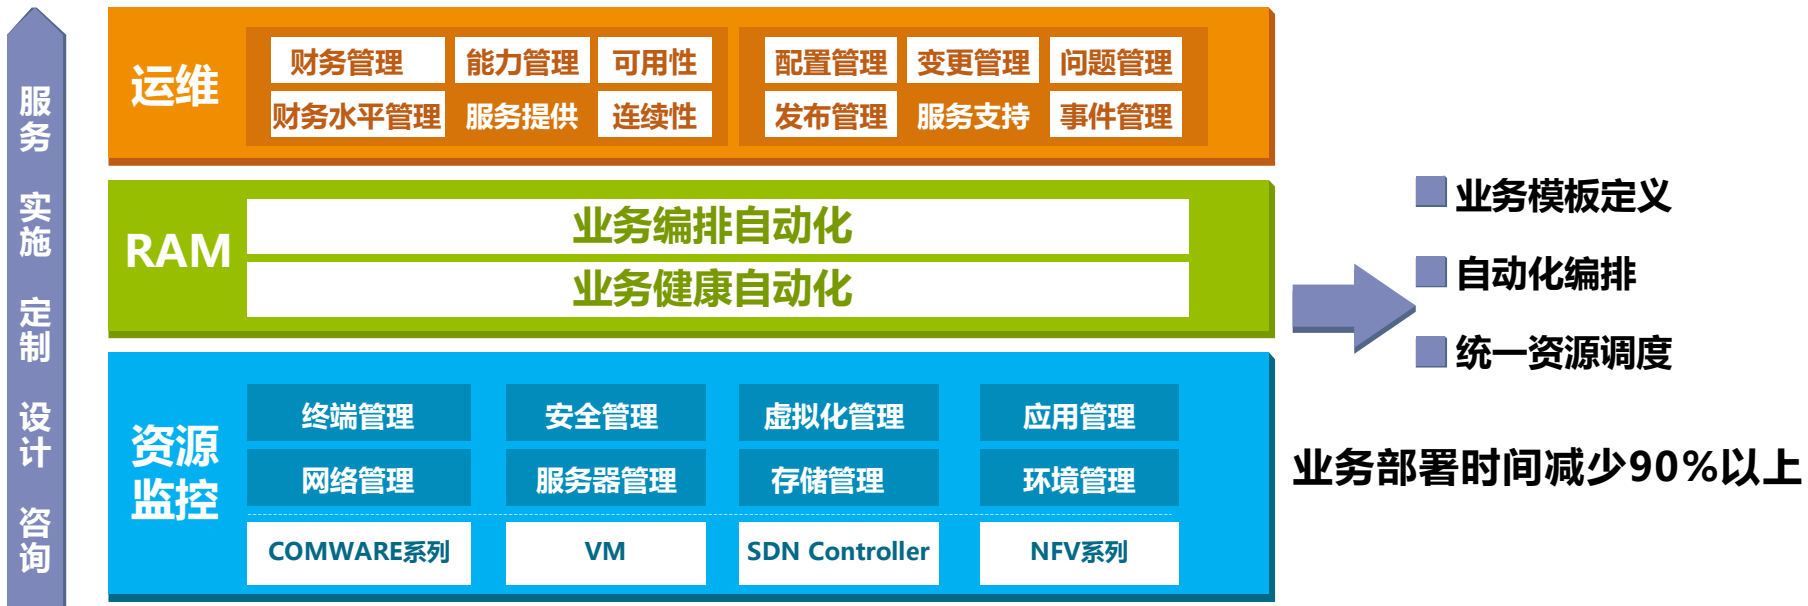 服务 实施 定制 设计 咨询
运维
财务管理 能力管理 可用性
财务水平管理 服务提供 连续性
配置管理 变更管理 问题管理
发布管理 服务支持 事件管理
RAM
业务编排自动化
业务健康自动化
资源
监控
终端管理 安全管理 虚拟化管理 应用管理
网络管理 服务器管理 存储管理 环境管理
COMWARE系列 VM SDN Controller NFV系列
业务模板定义
自动化编排
统一资源调度
业务部署时间减少90%以上